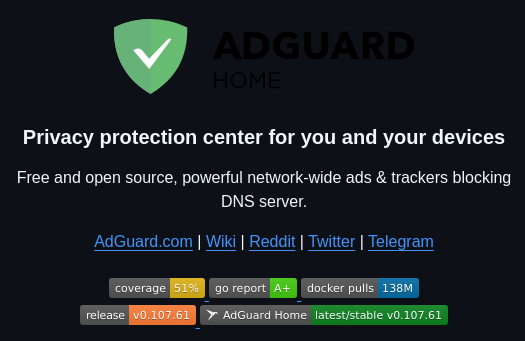 ADGUARD
HOME
Privacy protection center for you and your devices
Free and open source, powerful network-wide ads & trackers blocking
DNS server.
AdGuard.com | Wiki | Reddit | Twitter | Telegram
coverage 51% go report A+ docker pulls 138M
release v0.107.61 AdGuard Home latest/stable v0.107.61